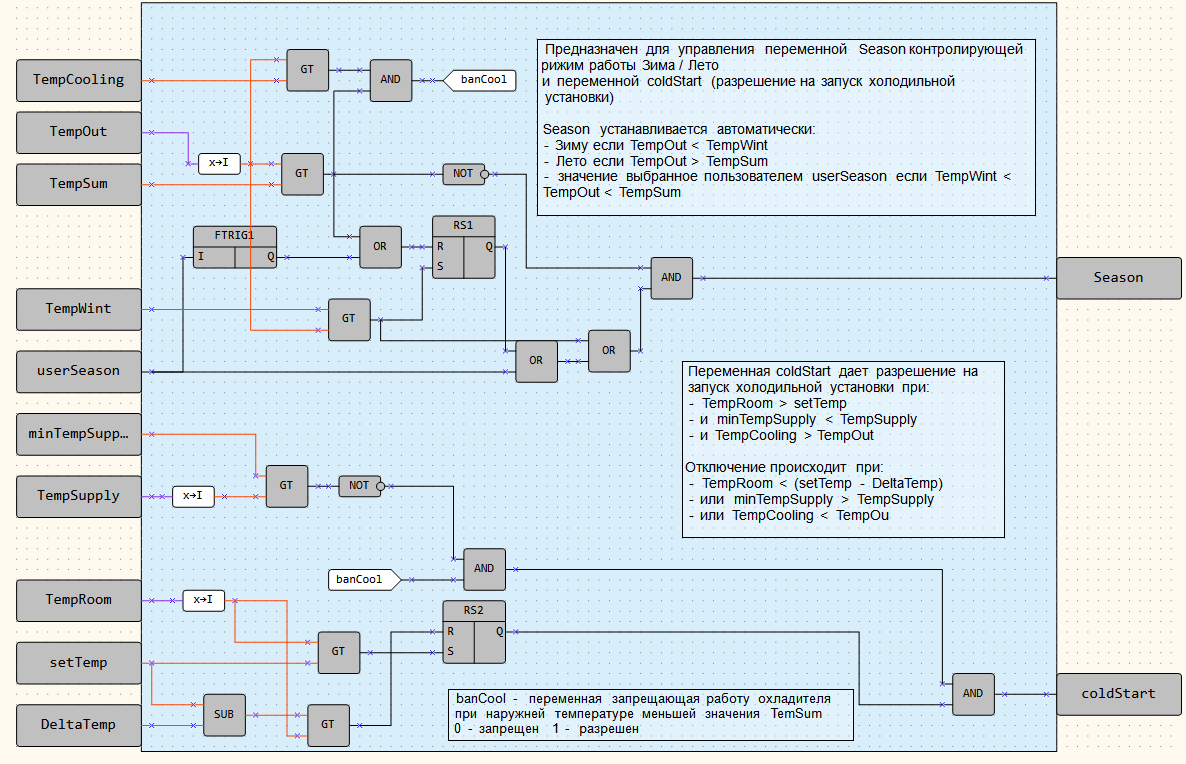 TempCooling
TempOut
TempSum
TempWint
userSeason
minTempSupp…
TempSupply
TempRoom
setTemp
DeltaTemp
GT
AND
banCool
x→I
GT
NOT
FTRIG1
I
Q
OR
RS1
R
Q
S
GT
OR
OR
AND
Season
Предназначен для управления переменной Season контролирующей
рижим работы Зима / Лето
и переменной coldStart (разрешение на запуск холодильной
установки)
Season устанавливается автоматически:
- Зиму если TempOut < TempWint
- Лето если TempOut > TempSum
- значение выбранное пользователем userSeason если TempWint <
TempOut < TempSum
Переменная coldStart дает разрешение на
запуск холодильной установки при:
- TempRoom > setTemp
- и minTempSupply < TempSupply
- и TempCooling > TempOut
Отключение происходит при:
- TempRoom < (setTemp - DeltaTemp)
- или minTempSupply > TempSupply
- или TempCooling < TempOu
x→I
GT
NOT
banCool
AND
x→I
RS2
R
Q
S
GT
SUB
GT
AND
coldStart
banCool - переменная запрещающая работу охладителя
при наружней температуре меньшей значения TemSum
0 - запрещен 1 - разрешен